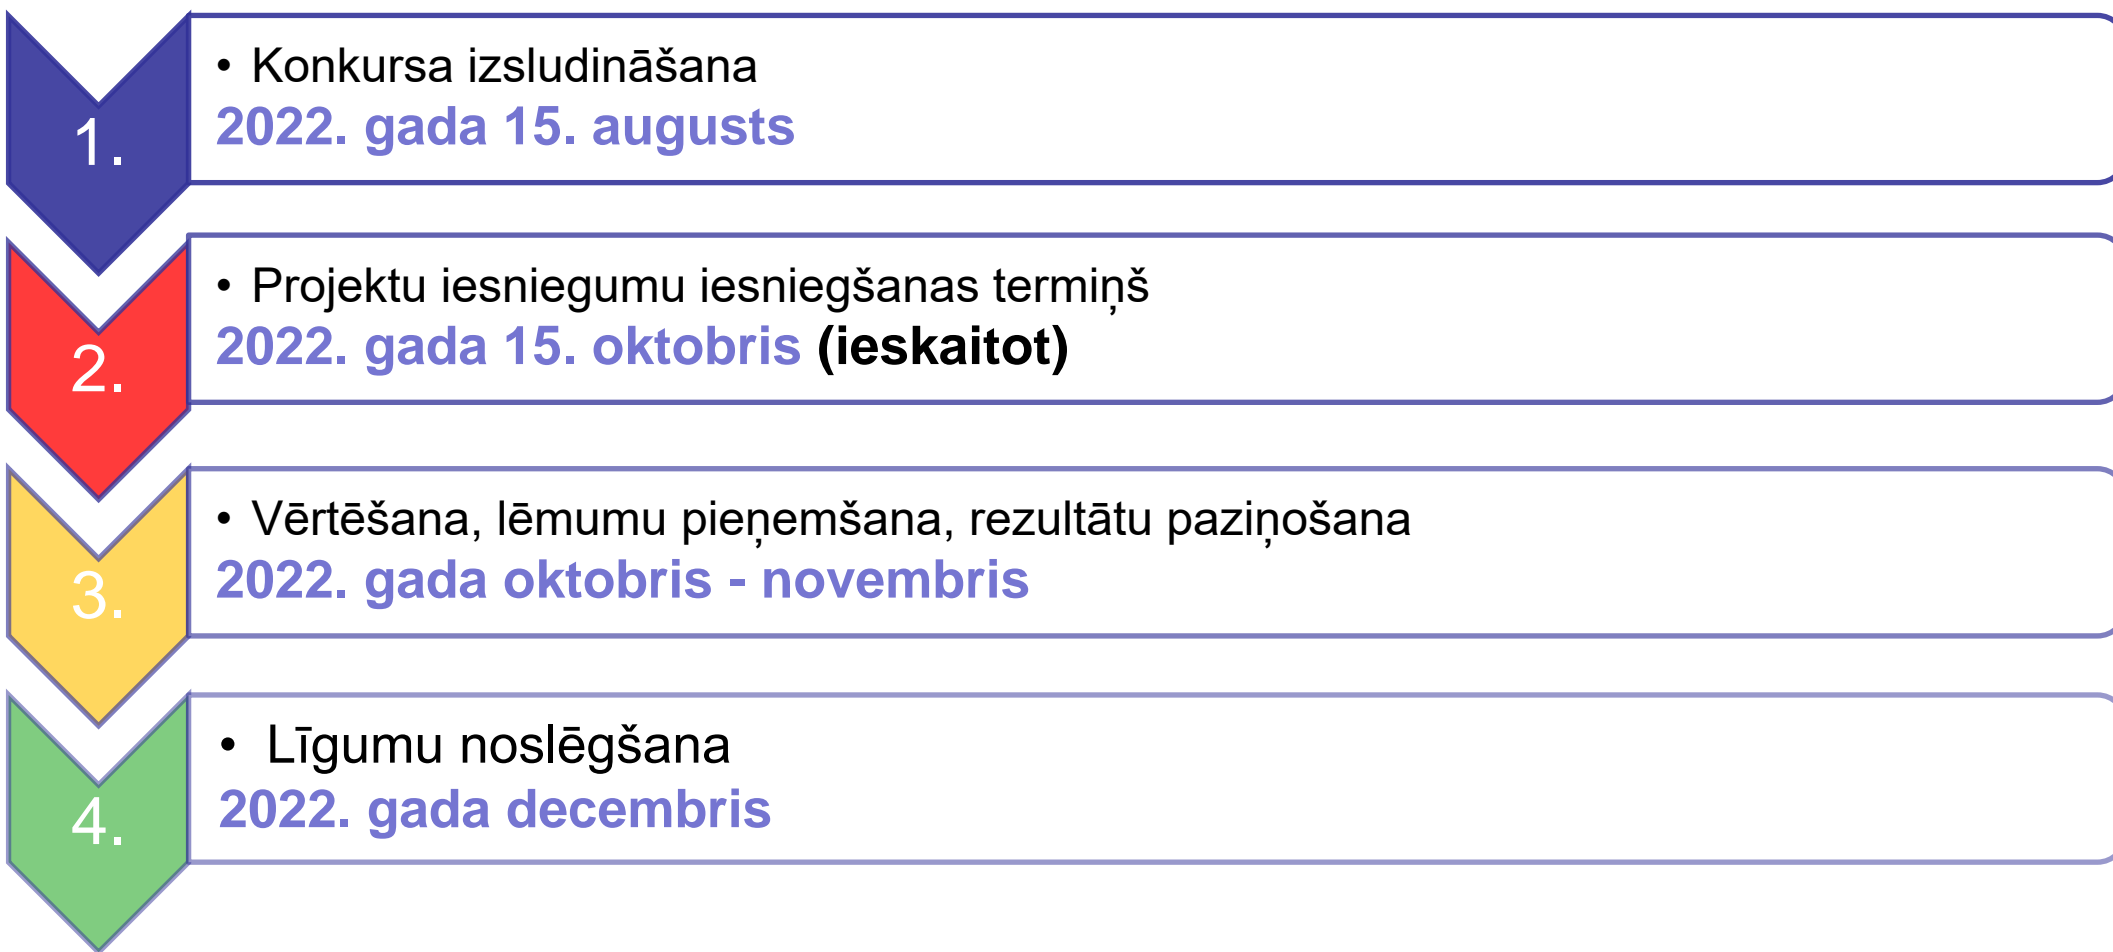 1.
• Konkursa izsludināšana
2022. gada 15. augusts
2.
• Projektu iesniegumu iesniegšanas termiņš
2022. gada 15. oktobris (ieskaitot)
3.
• Vērtēšana, lēmumu pieņemšana, rezultātu paziņošana
2022. gada oktobris - novembris
4.
• Līgumu noslēgšana
2022. gada decembris